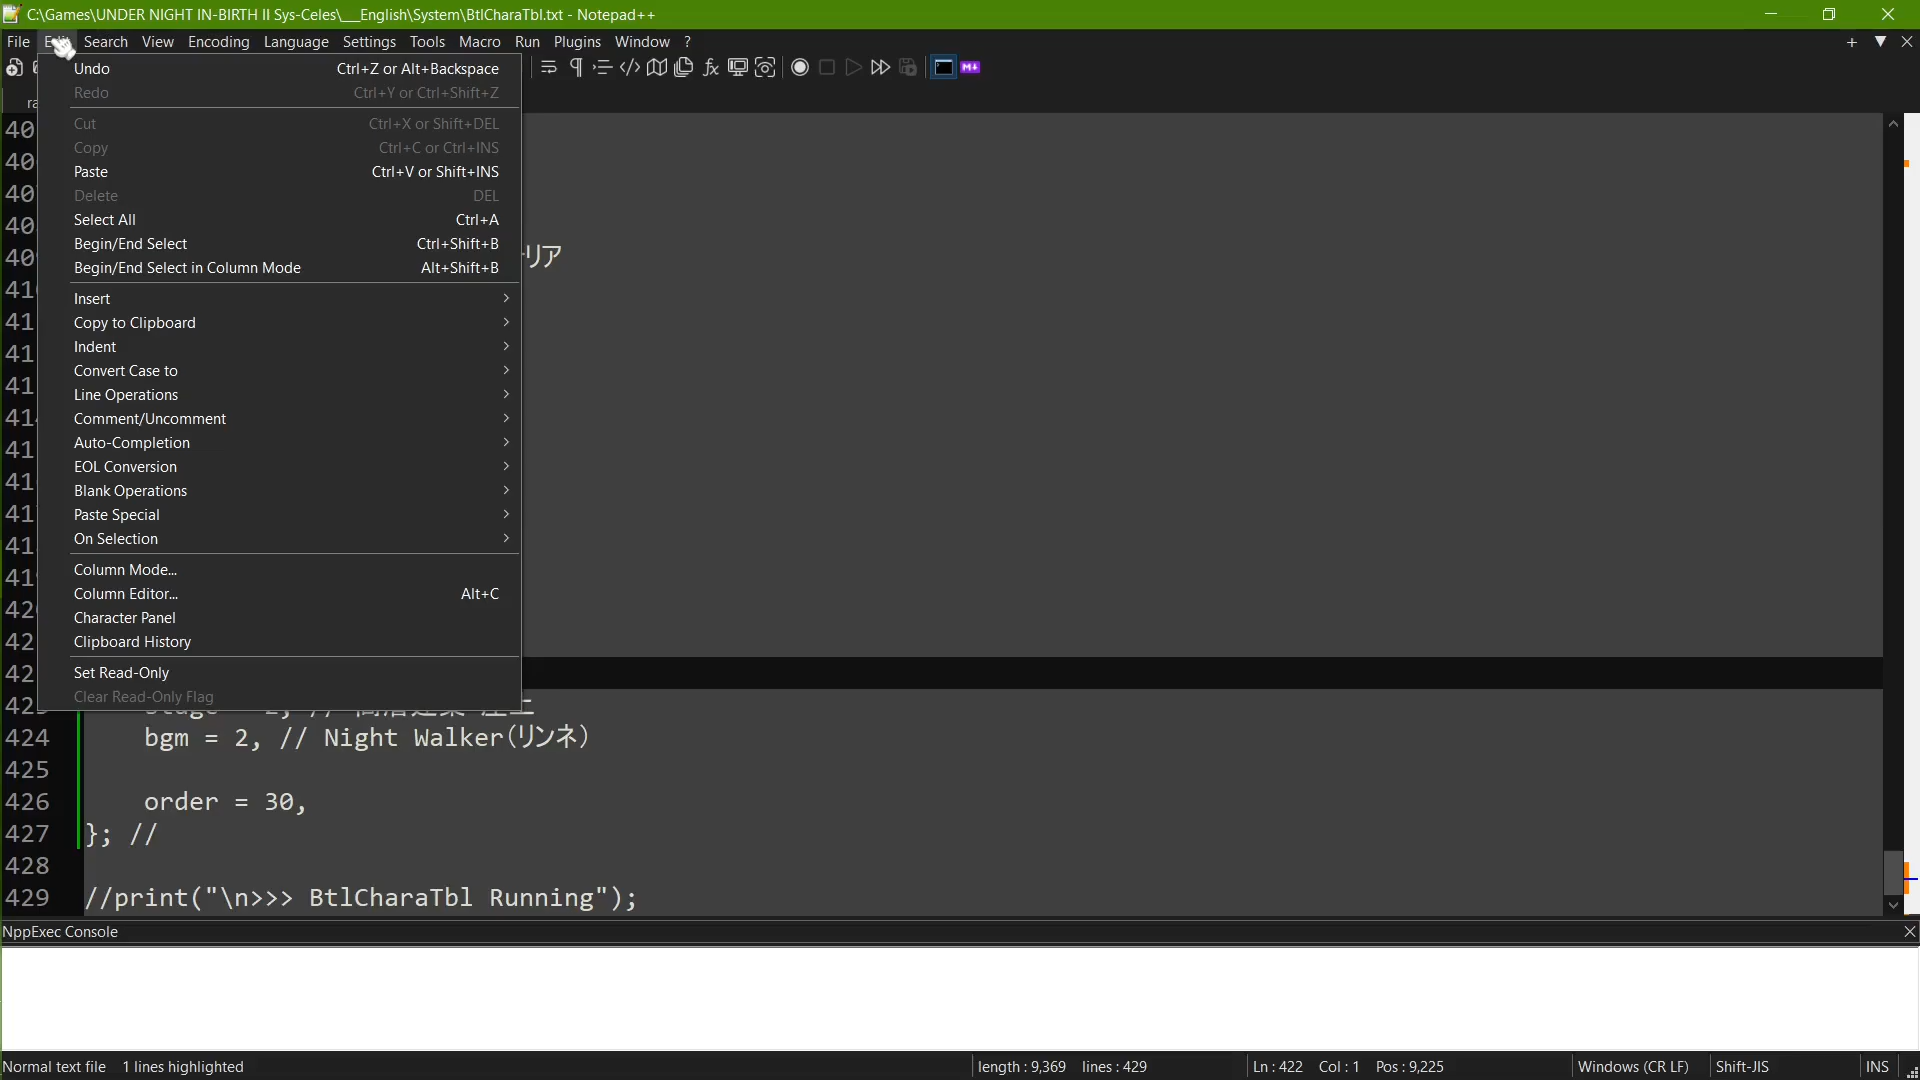 C:\Games\UNDER NIGHT IN-BIRTH II Sys-Celes\___English\System\BtlCharaTbl.txt - Notepad++
File Search View Encoding Language Settings Tools Macro Run Plugins Window ?
Undo Ctrl+Z or Alt+Backspace
Redo Ctrl+Y or Ctrl+Shift+Z
Cut Ctrl+X or Shift+DEL
Copy Ctrl+C or Ctrl+INS
Paste Ctrl+V or Shift+INS
Delete DEL
Select All Ctrl+A
Begin/End Select Ctrl+Shift+B
リア
Begin/End Select in Column Mode Alt+Shift+B
Insert
Copy to Clipboard
Indent
Convert Case to
Line Operations
Comment/Uncomment
Auto-Completion
EOL Conversion
Blank Operations
Paste Special
On Selection
Column Mode...
Column Editor... Alt+C
Character Panel
Clipboard History
Set Read-Only
Clear Read-Only Flag
424 bgm = 2, // Night Walker(リンネ)
425
426 order = 30,
427 }; //
428
429 //print("\n>>> BtlCharaTbl Running");
NppExec Console
Normal text file 1 lines highlighted length : 9,369 lines : 429 Ln : 422 Col : 1 Pos : 9,225 Windows (CR LF) Shift-JIS INS